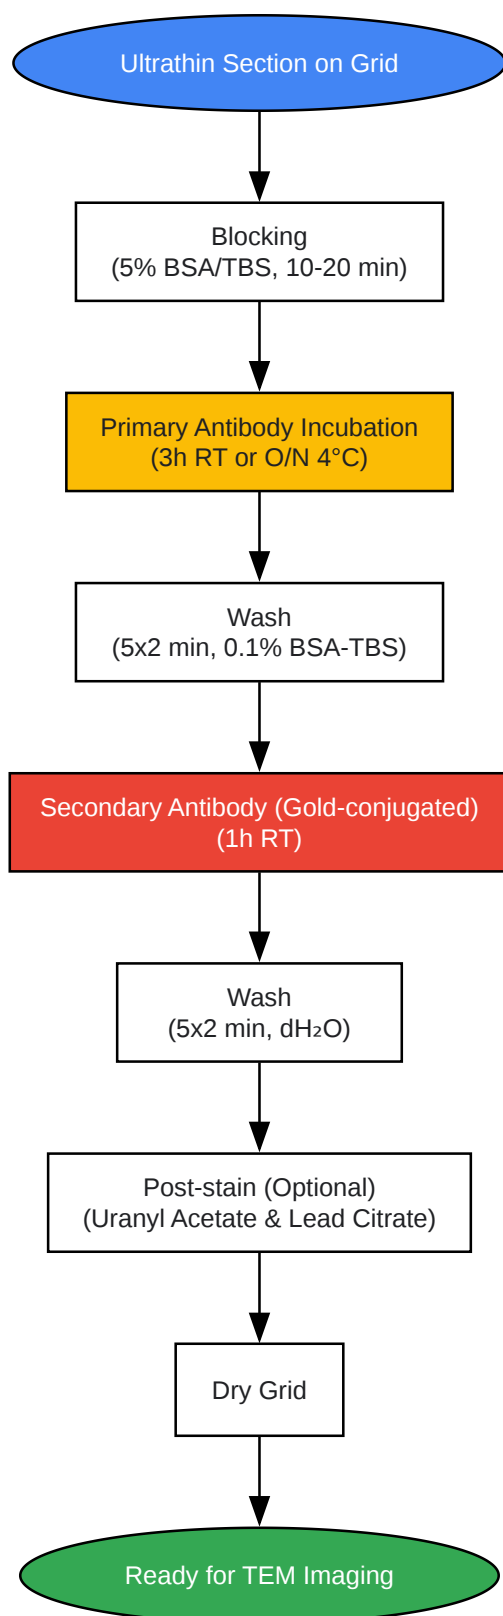 Ultrathin Section on Grid
Blocking
(5% BSA/TBS, 10-20 min)
Primary Antibody Incubation
(3h RT or O/N 4°C)
Wash
(5x2 min, 0.1% BSA-TBS)
Secondary Antibody (Gold-conjugated)
(1h RT)
Wash
(5x2 min, dH₂O)
Post-stain (Optional)
(Uranyl Acetate & Lead Citrate)
Dry Grid
Ready for TEM Imaging